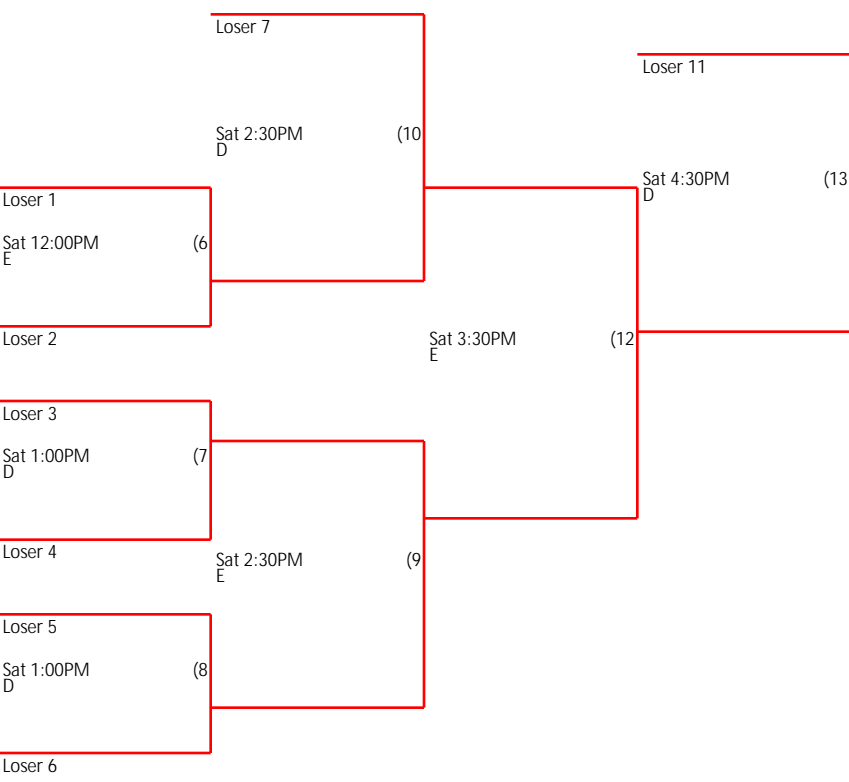 Loser 7
Loser 11
Sat 2:30PM (10
D
Sat 4:30PM (13
D
Loser 1
Sat 12:00PM (6
E
Loser 2
Sat 3:30PM (12
E
Loser 3
Sat 1:00PM (7
D
Loser 4
Sat 2:30PM (9
E
Loser 5
Sat 1:00PM (8
D
Loser 6